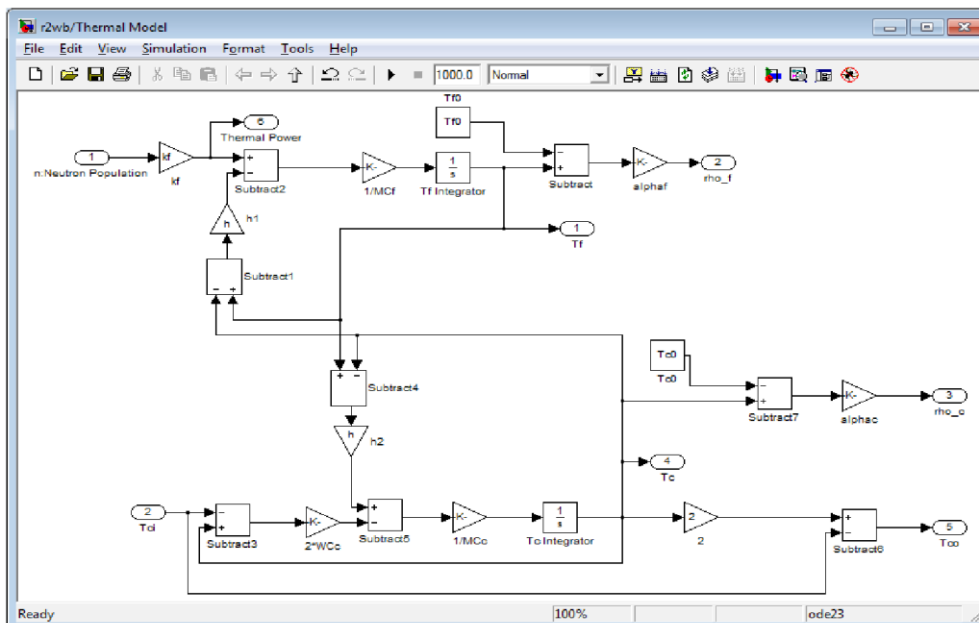 r2wb/Thermal Model
File Edit View Simulation Format Tools Help
1000.0 Normal
Tf0
6
Thermal Power
Tf0
1
n:Neutron Population
kf
kf
+
-
Subtract2
-K-
1/MCf
1
s
Tf Integrator
-
+
Subtract
-K-
alphaf
2
rho_f
h
h1
1
Tf
- +
Subtract1
Tc0
Tc0
+ -
Subtract4
-
+
Subtract7
-K-
alphac
3
rho_c
h
h2
4
Tc
2
Tci
-
+
Subtract3
-K-
2*WCc
+
-
Subtract5
-K-
1/MCc
1
s
Tc Integrator
2
2
+
-
Subtract6
5
Tco
Ready 100% ode23